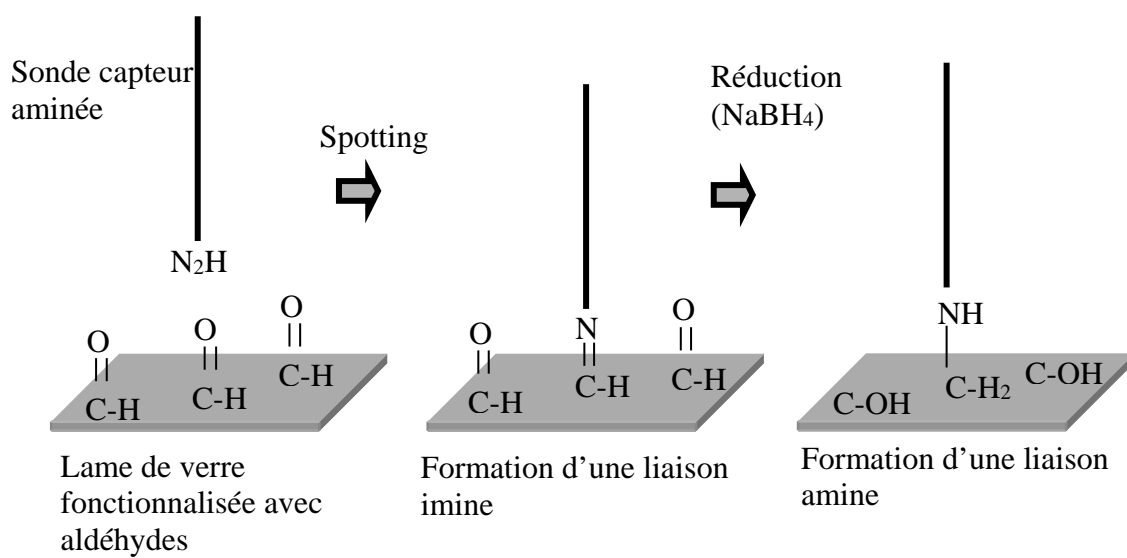 Sonde capteur
aminée
Spotting
Réduction
(NaBH₄)
N₂H
O
C-H
O
C-H
O
C-H
Lame de verre
fonctionnalisée avec
aldéhydes
O
C-H
N
C-H
O
C-H
Formation d’une liaison
imine
NH
C-OH
C-H₂
C-OH
Formation d’une liaison
amine